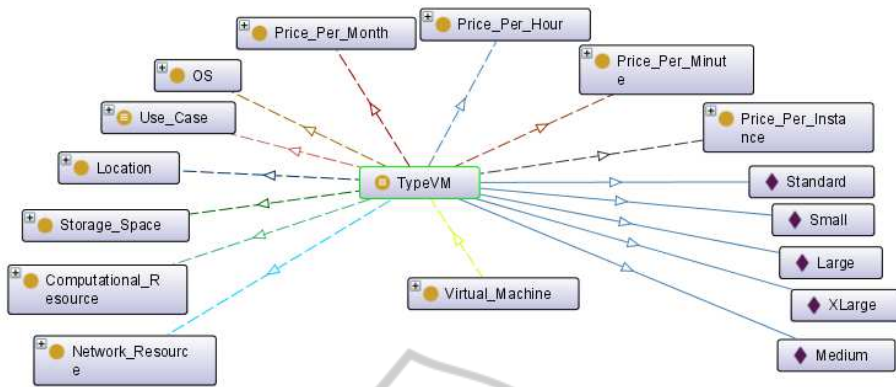 Price_Per_Month
Price_Per_Hour
OS
Price_Per_Minut
e
Use_Case
Price_Per_Insta
nce
Location
TypeVM
Standard
Storage_Space
Small
Large
Computational_R
esource
Virtual_Machine
XLarge
Network_Resourc
e
Medium